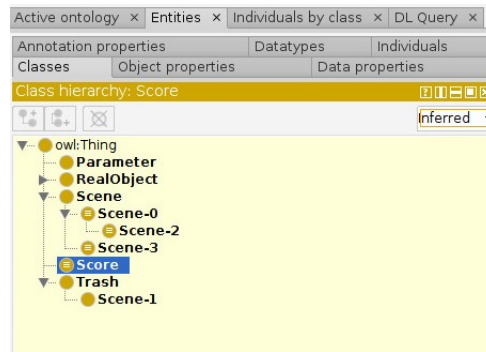 Active ontology × Entities × Individuals by class × DL Query ×
Annotation properties Datatypes Individuals
Classes Object properties Data properties
Class hierarchy: Score
Inferred
owl:Thing
Parameter
RealObject
Scene
Scene-0
Scene-2
Scene-3
Score
Trash
Scene-1